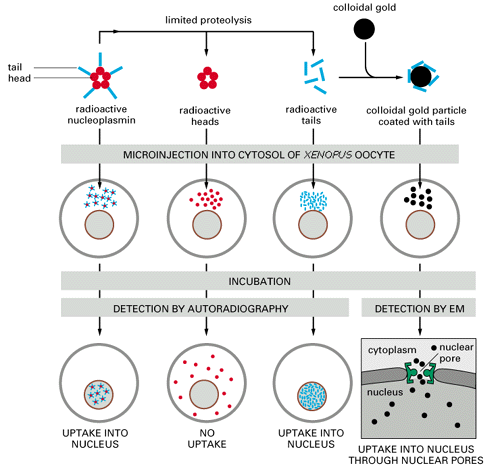 colloidal gold
limited proteolysis
tail
head
radioactive
nucleoplasmin
radioactive
heads
radioactive
tails
colloidal gold particle
coated with tails
MICROINJECTION INTO CYTOSOL OF XENOPUS OOCYTE
INCUBATION
DETECTION BY AUTORADIOGRAPHY
DETECTION BY EM
cytoplasm
nuclear
pore
nucleus
UPTAKE INTO
NUCLEUS
NO
UPTAKE
UPTAKE INTO
NUCLEUS
UPTAKE INTO NUCLEUS
THROUGH NUCLEAR PORES